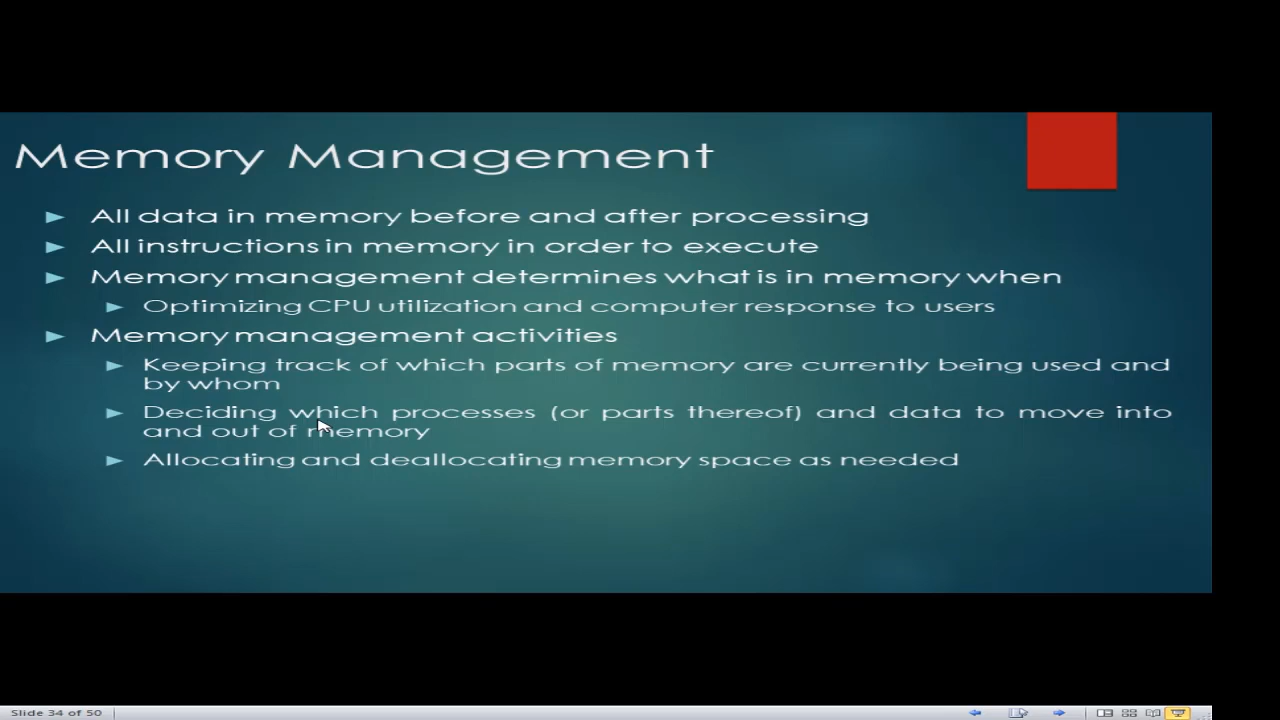 Memory Management
► All data in memory before and after processing
► All instructions in memory in order to execute
► Memory management determines what is in memory when
► Optimizing CPU utilization and computer response to users
► Memory management activities
► Keeping track of which parts of memory are currently being used and
by whom
► Deciding which processes (or parts thereof) and data to move into
and out of memory
► Allocating and deallocating memory space as needed
Slide 34 of 50